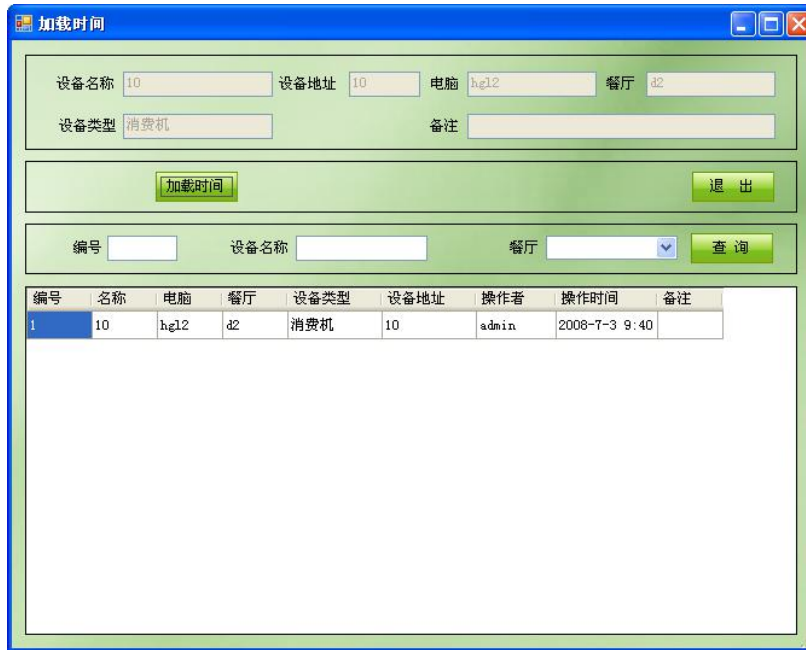 加载时间
设备名称 10 设备地址 10 电脑 hgl2 餐厅 d2
设备类型 消费机 备注
加载时间 退 出
编号 设备名称 餐厅 查 询
编号 名称 电脑 餐厅 设备类型 设备地址 操作者 操作时间 备注
1 10 hgl2 d2 消费机 10 admin 2008-7-3 9:40